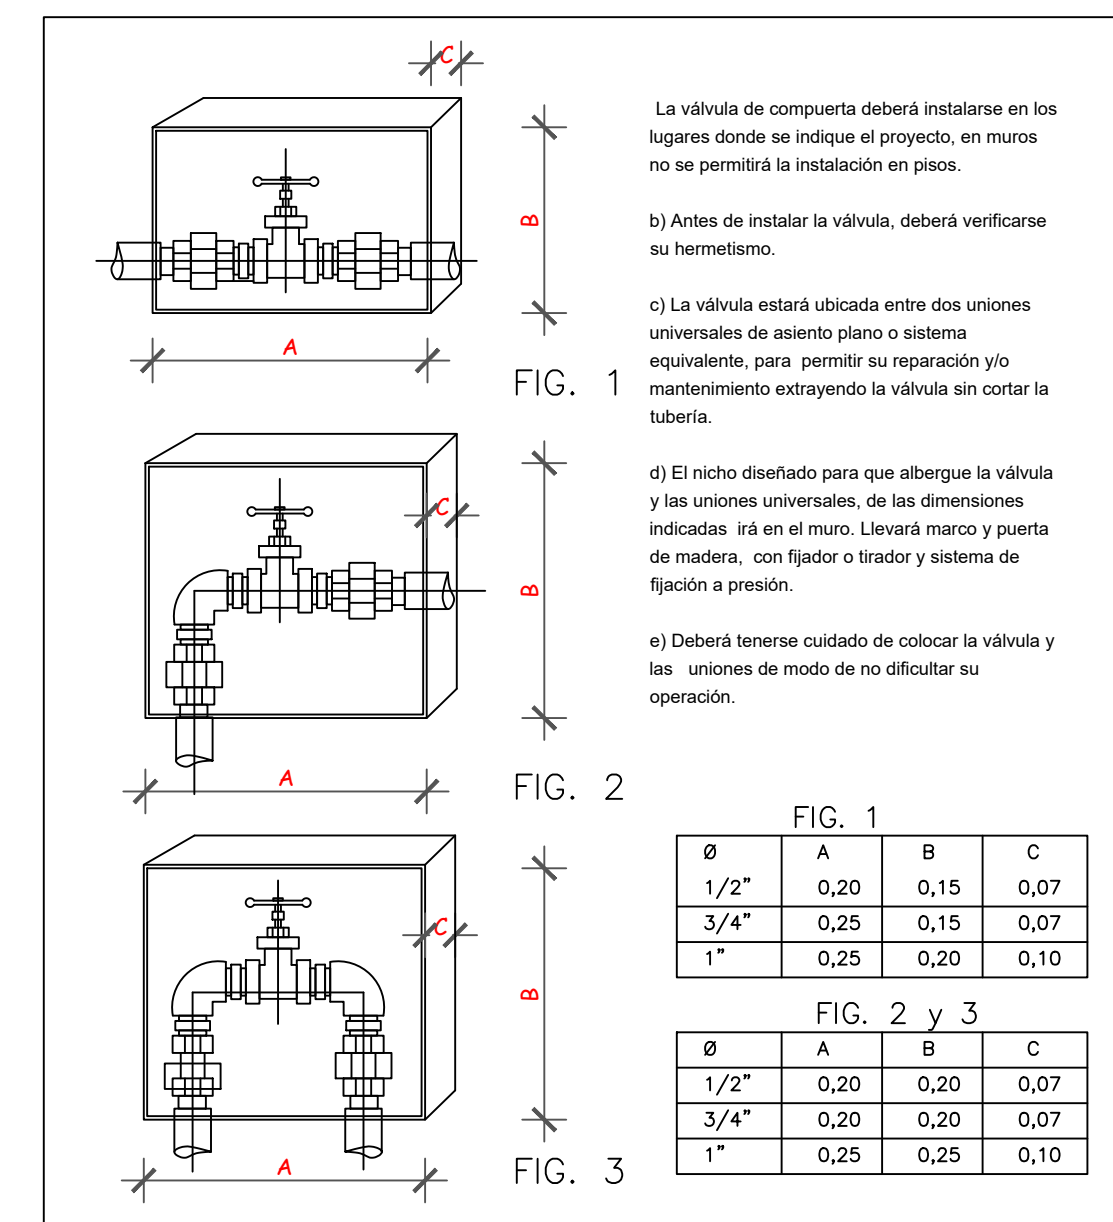 C
B
A
FIG. 1
C
B
A
FIG. 2
C
B
A
FIG. 3
La válvula de compuerta deberá instalarse en los
lugares donde se indique el proyecto, en muros
no se permitirá la instalación en pisos.
b) Antes de instalar la válvula, deberá verificarse
su hermetismo.
c) La válvula estará ubicada entre dos uniones
universales de asiento plano o sistema
equivalente, para permitir su reparación y/o
mantenimiento extrayendo la válvula sin cortar la
tubería.
d) El nicho diseñado para que albergue la válvula
y las uniones universales, de las dimensiones
indicadas irá en el muro. Llevará marco y puerta
de madera, con fijador o tirador y sistema de
fijación a presión.
e) Deberá tenerse cuidado de colocar la válvula y
las uniones de modo de no dificultar su
operación.
FIG. 1
Ø A B C
1/2" 0,20 0,15 0,07
3/4" 0,25 0,15 0,07
1" 0,25 0,20 0,10
FIG. 2 y 3
Ø A B C
1/2" 0,20 0,20 0,07
3/4" 0,20 0,20 0,07
1" 0,25 0,25 0,10